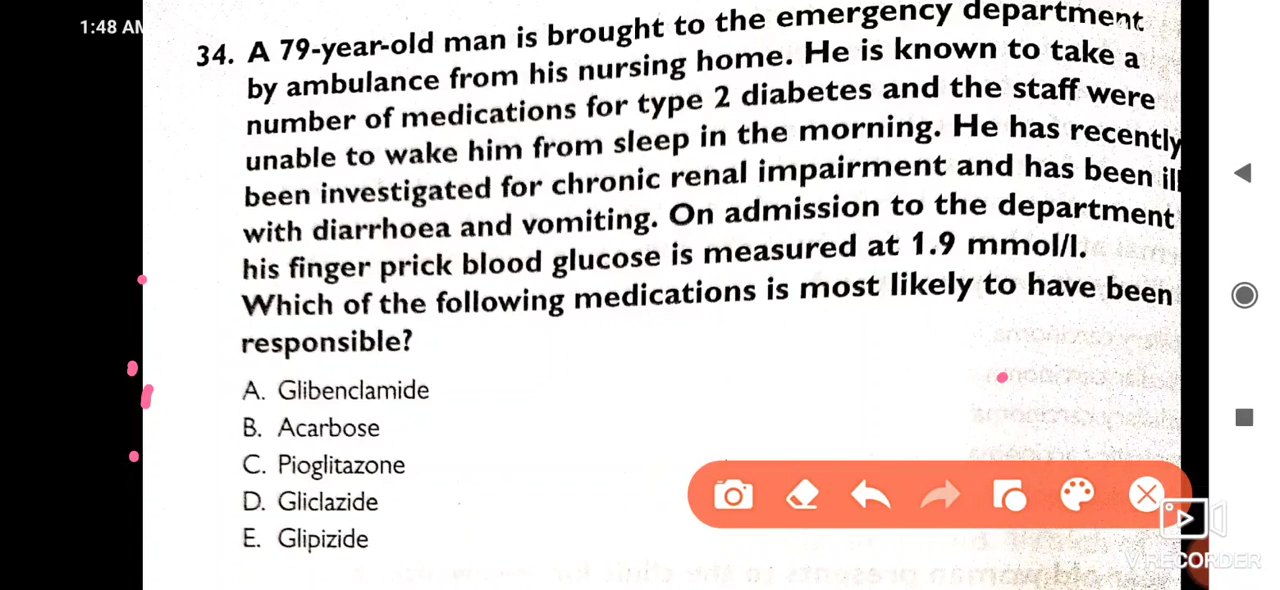 1:48 AM
34. A 79-year-old man is brought to the emergency department
by ambulance from his nursing home. He is known to take a
number of medications for type 2 diabetes and the staff were
unable to wake him from sleep in the morning. He has recently
been investigated for chronic renal impairment and has been ill
with diarrhoea and vomiting. On admission to the department
his finger prick blood glucose is measured at 1.9 mmol/l.
Which of the following medications is most likely to have been
responsible?
A. Glibenclamide
B. Acarbose
C. Pioglitazone
D. Gliclazide
E. Glipizide
V RECORDER